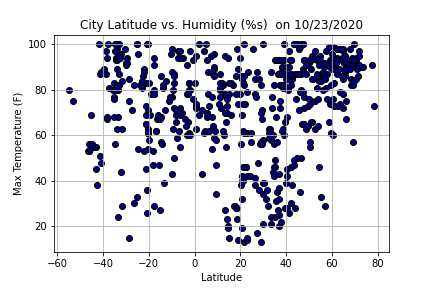 City Latitude vs. Humidity (%s)  on 10/23/2020
Max Temperature (F)
100
80
60
40
20
−60 −40 −20 0 20 40 60 80
Latitude